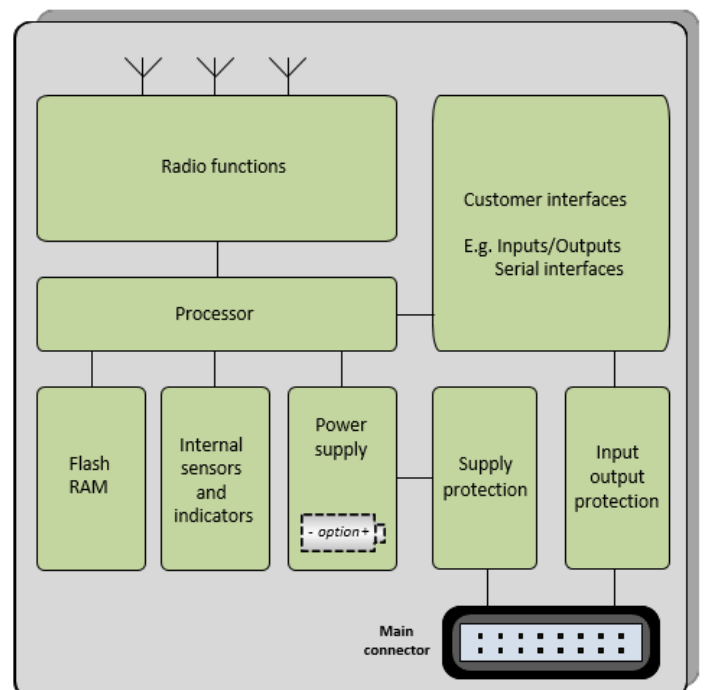 Radio functions
Customer interfaces
E.g. Inputs/Outputs
Serial interfaces
Processor
Flash
RAM
Internal
sensors
and
indicators
Power
supply
- option+
Supply
protection
Input
output
protection
Main
connector